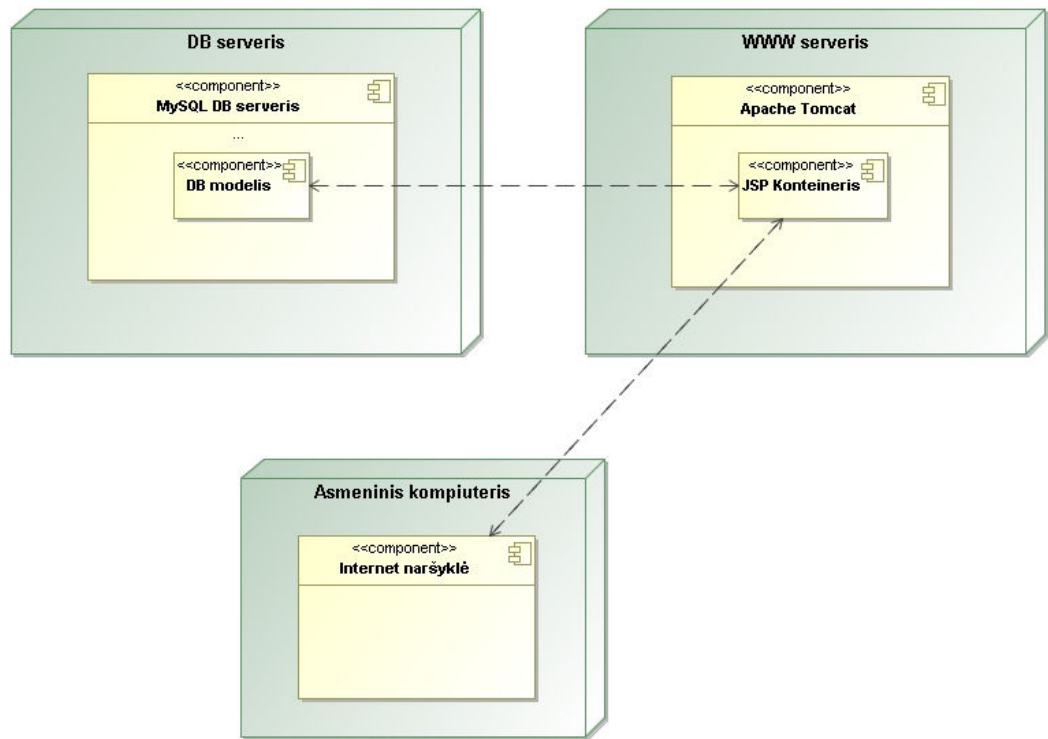 DB serveris
<<component>>
MySQL DB serveris
...
<<component>>
DB modelis
WWW serveris
<<component>>
Apache Tomcat
<<component>>
JSP Konteineris
Asmeninis kompiuteris
<<component>>
Internet naršyklė